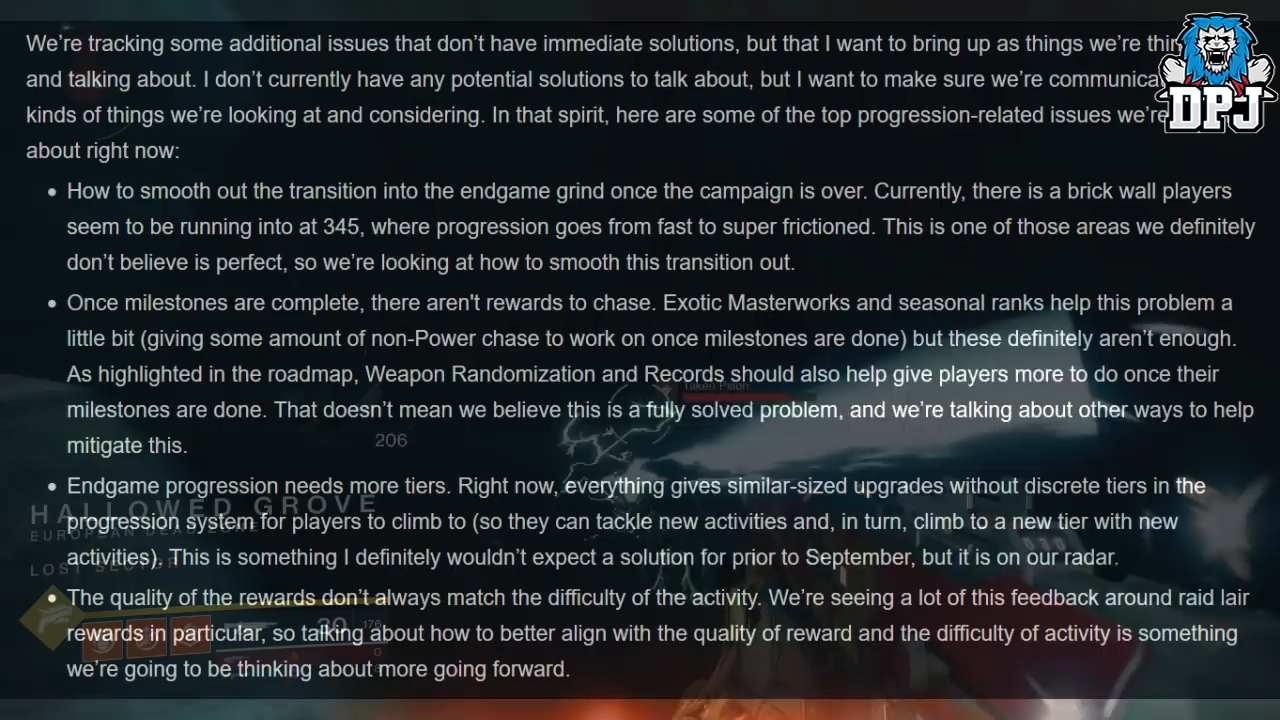 We're tracking some additional issues that don't have immediate solutions, but that I want to bring up as things we're
and talking about. I don't currently have any potential solutions to talk about, but I want to make sure we're
kinds of things we're looking at and considering. In that spirit, here are some of the top progression-related issues we're
about right now:
DPJ
• How to smooth out the transition into the endgame grind once the campaign is over. Currently, there is a brick wall players
seem to be running into at 345, where progression goes from fast to super frictioned. This is one of those areas we definitely
don't believe is perfect, so we're looking at how to smooth this transition out.
• Once milestones are complete, there aren't rewards to chase. Exotic Masterworks and seasonal ranks help this problem a
little bit (giving some amount of non-Power chase to work on once milestones are done) but these definitely aren't enough.
As highlighted in the roadmap, Weapon Randomization and Records should also help give players more to do once their
Taken Psion
milestones are done. That doesn't mean we believe this is a fully solved problem, and we're talking about other ways to help
mitigate this.
206
• Endgame progression needs more tiers. Right now, everything gives similar-sized upgrades without discrete tiers in the
HALLOWED GROVE
progression system for players to climb to (so they can tackle new activities and, in turn, climb to a new tier with new
EUROPEAN DEAD ZONE
activities). This is something I definitely wouldn't expect a solution for prior to September, but it is on our radar.
LOST SECTOR
• The quality of the rewards don't always match the difficulty of the activity. We're seeing a lot of this feedback around raid lair
30 176
rewards in particular, so talking about how to better align with the quality of reward and the difficulty of activity is something
we're going to be thinking about more going forward.